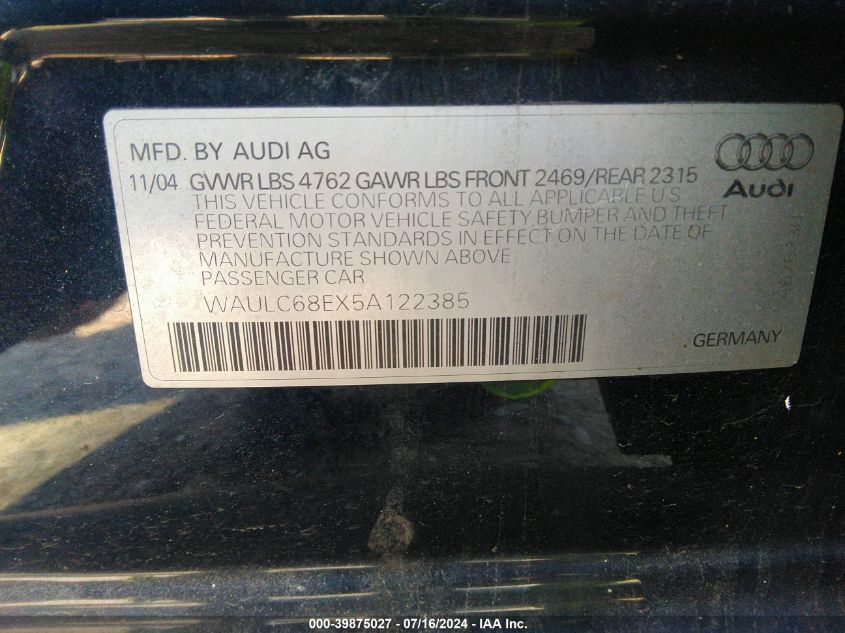 MFD. BY AUDI AG
11/04 GVWR LBS 4762 GAWR LBS FRONT 2469/REAR 2315
THIS VEHICLE CONFORMS TO ALL APPLICABLE U S
FEDERAL MOTOR VEHICLE SAFETY BUMPER AND THEFT
PREVENTION STANDARDS IN EFFECT ON THE DATE OF
MANUFACTURE SHOWN ABOVE
PASSENGER CAR
WAULC68EX5A122385
Audi
GERMANY
000-39875027 - 07/16/2024 - IAA Inc.